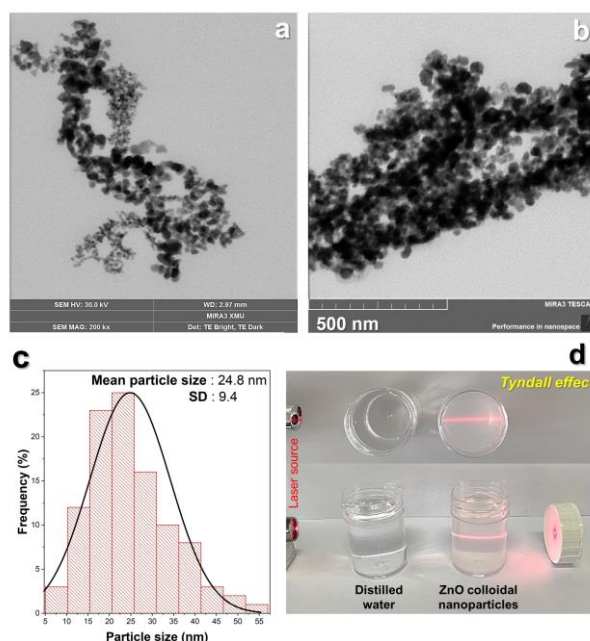 a
b
SEM HV: 30.0 kV
WD: 2.97 mm
MIRA3 XMU
SEM MAG: 200 kx
Det: TE Bright, TE Dark
MIRA3 TESCA
500 nm
Performance in nanospace
c
Mean particle size : 24.8 nm
SD : 9.4
Frequency (%)
25
20
15
10
5
0
5
10
15
20
25
30
35
40
45
50
55
Particle size (nm)
d
Tyndall effec
Laser source
Distilled
water
ZnO colloidal
nanoparticles